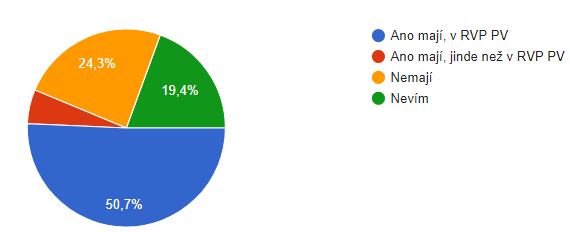 24,3%
19,4%
50,7%
Ano mají, v RVP PV
Ano mají, jinde než v RVP PV
Nemají
Nevím